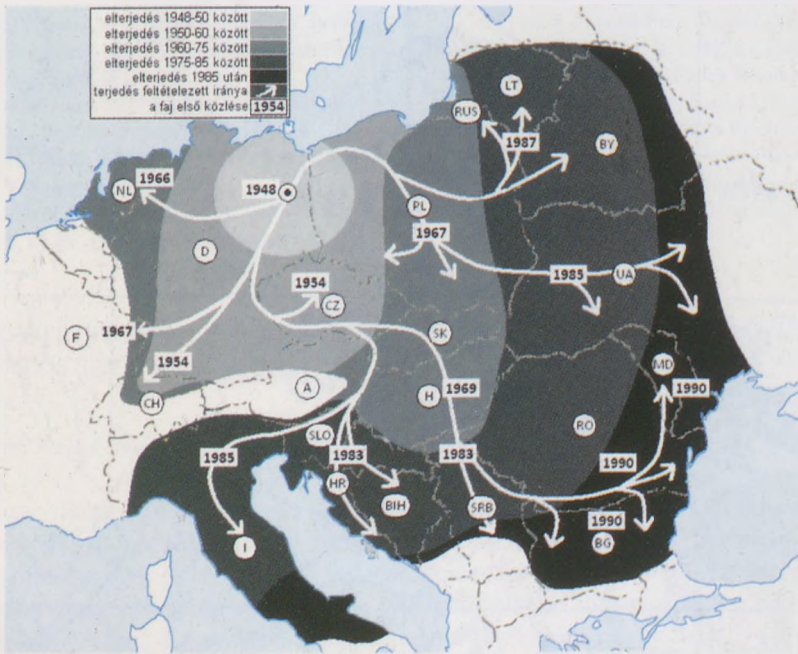 elterjedés 1948-50 között
elterjedés 1950-60 között
elterjedés 1960-75 között
elterjedés 1975-85 között
elterjedés 1985 után
terjedés feltételezett iránya
a faj első közlése 1954
LT
RUS
1987
BY
1966
NL
1948
PL
1967
D
1985
UA
1954
CZ
F
1967
SK
1954
MD
A
H
1969
1990
CH
RO
SLO
1985
1983
1983
1990
HR
BIH
SRB
1990
I
BG